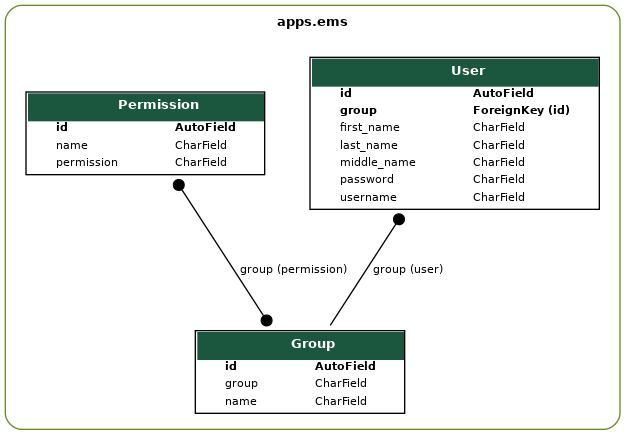 apps.ems
Permission
id AutoField
name CharField
permission CharField
User
id AutoField
group ForeignKey (id)
first_name CharField
last_name CharField
middle_name CharField
password CharField
username CharField
group (permission)
group (user)
Group
id AutoField
group CharField
name CharField